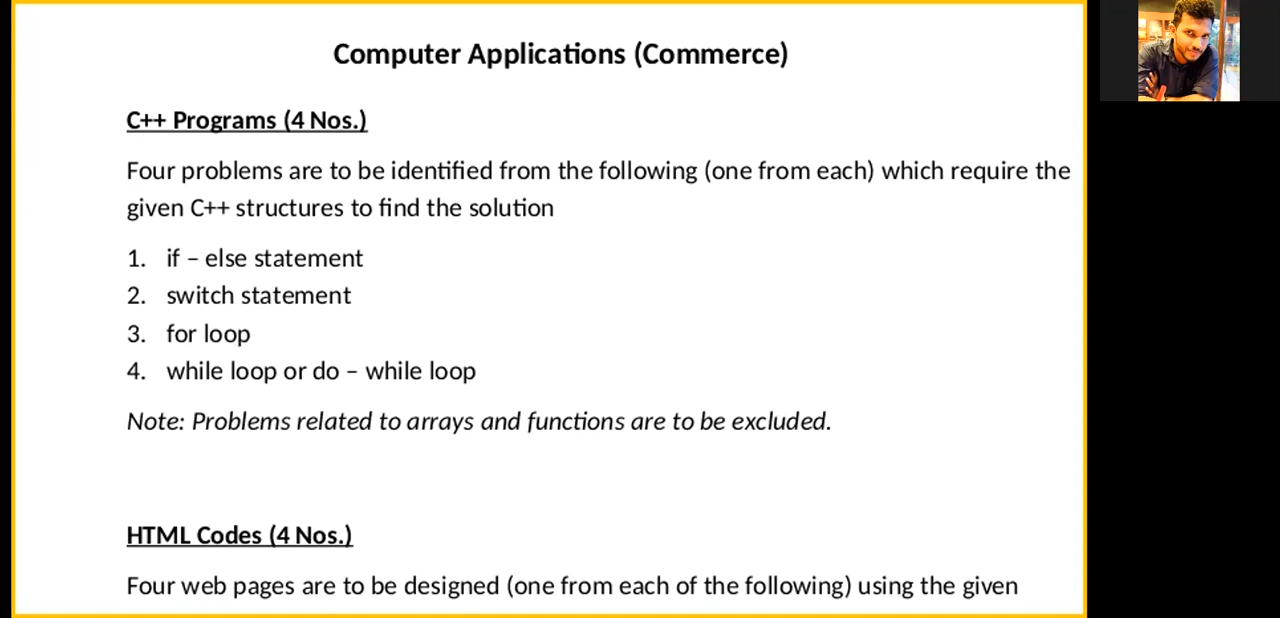 Computer Applications (Commerce)
C++ Programs (4 Nos.)
Four problems are to be identified from the following (one from each) which require the
given C++ structures to find the solution
1. if – else statement
2. switch statement
3. for loop
4. while loop or do – while loop
Note: Problems related to arrays and functions are to be excluded.
HTML Codes (4 Nos.)
Four web pages are to be designed (one from each of the following) using the given